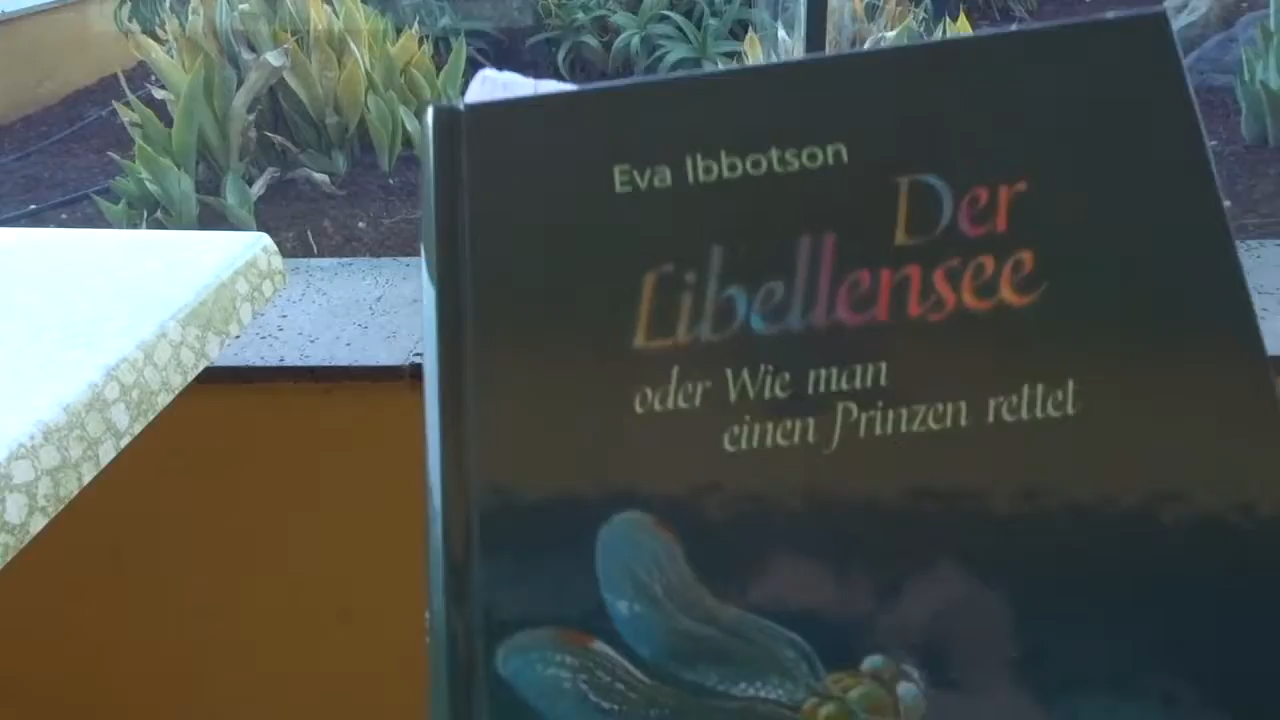 Eva Ibbotson
Der
Libellensee
oder Wie man
einen Prinzen rettet